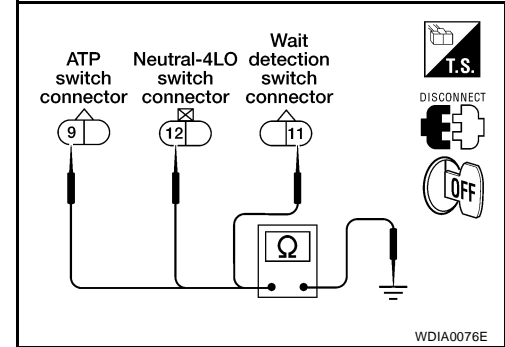 ATP
switch
connector
Neutral-4LO
switch
connector
Wait
detection
switch
connector
T.S.
DISCONNECT
9
12
11
OFF
Ω
WDIA0076E